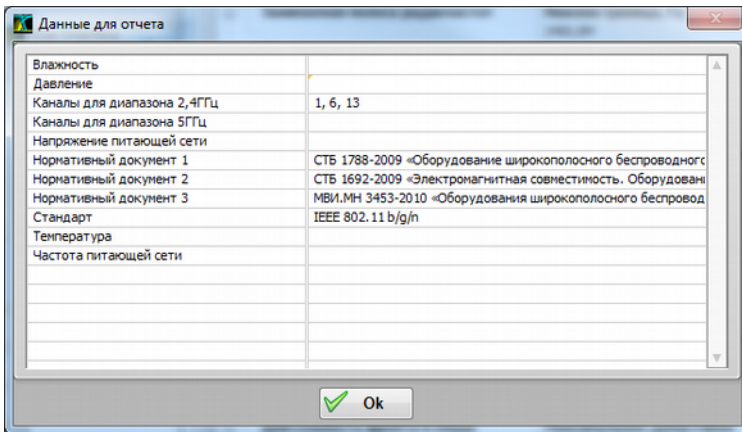 Данные для отчета
Влажность
Давление
Каналы для диапазона 2,4ГГц 1, 6, 13
Каналы для диапазона 5ГГц
Напряжение питающей сети
Нормативный документ 1 СТБ 1788-2009 «Оборудование широкополосного беспроводногс
Нормативный документ 2 СТБ 1692-2009 «Электромагнитная совместимость. Оборудовани
Нормативный документ 3 МВИ.МН 3453-2010 «Оборудования широкополосного беспровод
Стандарт IEEE 802.11 b/g/n
Температура
Частота питающей сети
Ok